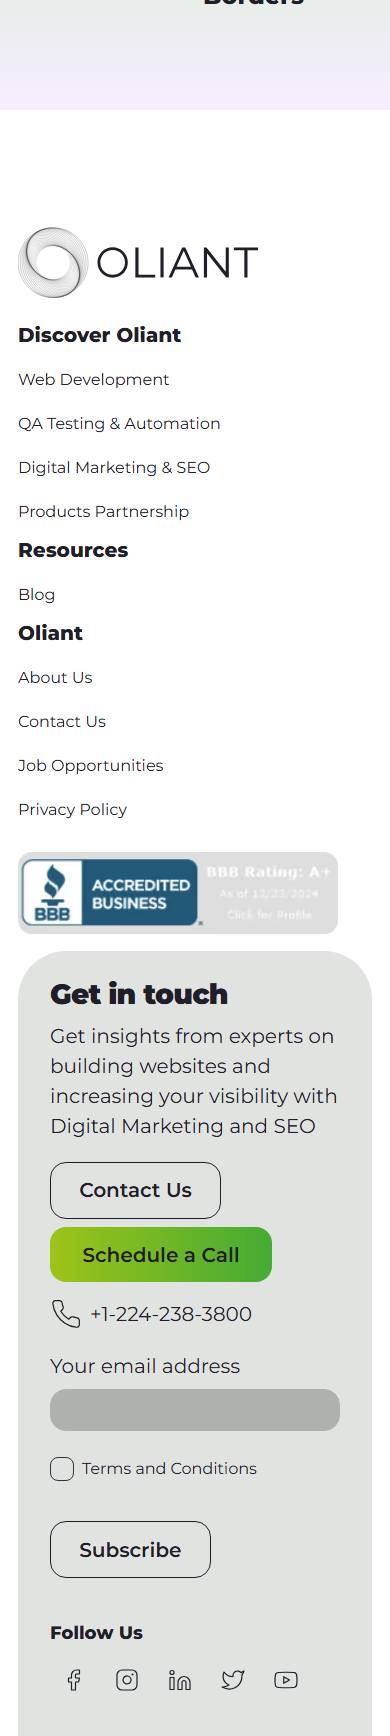 Borders
OLIANT
Discover Oliant
Web Development
QA Testing & Automation
Digital Marketing & SEO
Products Partnership
Resources
Blog
Oliant
About Us
Contact Us
Job Opportunities
Privacy Policy
BBB
ACCREDITED
BUSINESS
BBB Rating: A+
As of 12/23/2024
Click for Profile
Get in touch
Get insights from experts on
building websites and
increasing your visibility with
Digital Marketing and SEO
Contact Us
Schedule a Call
+1-224-238-3800
Your email address
Terms and Conditions
Subscribe
Follow Us